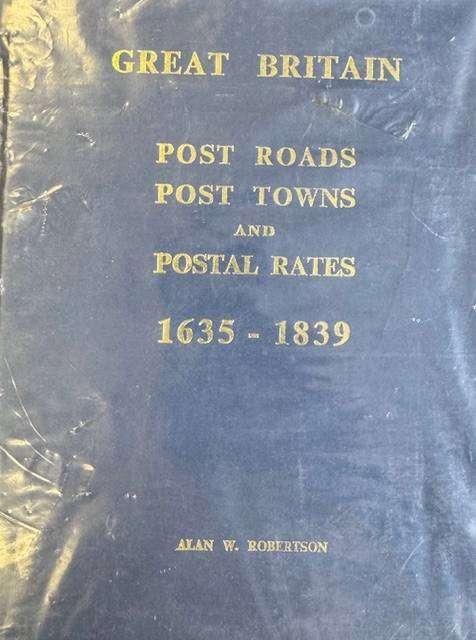 GREAT BRITAIN
POST ROADS
POST TOWNS
AND
POSTAL RATES
1635 - 1839
ALAN W. ROBERTSON